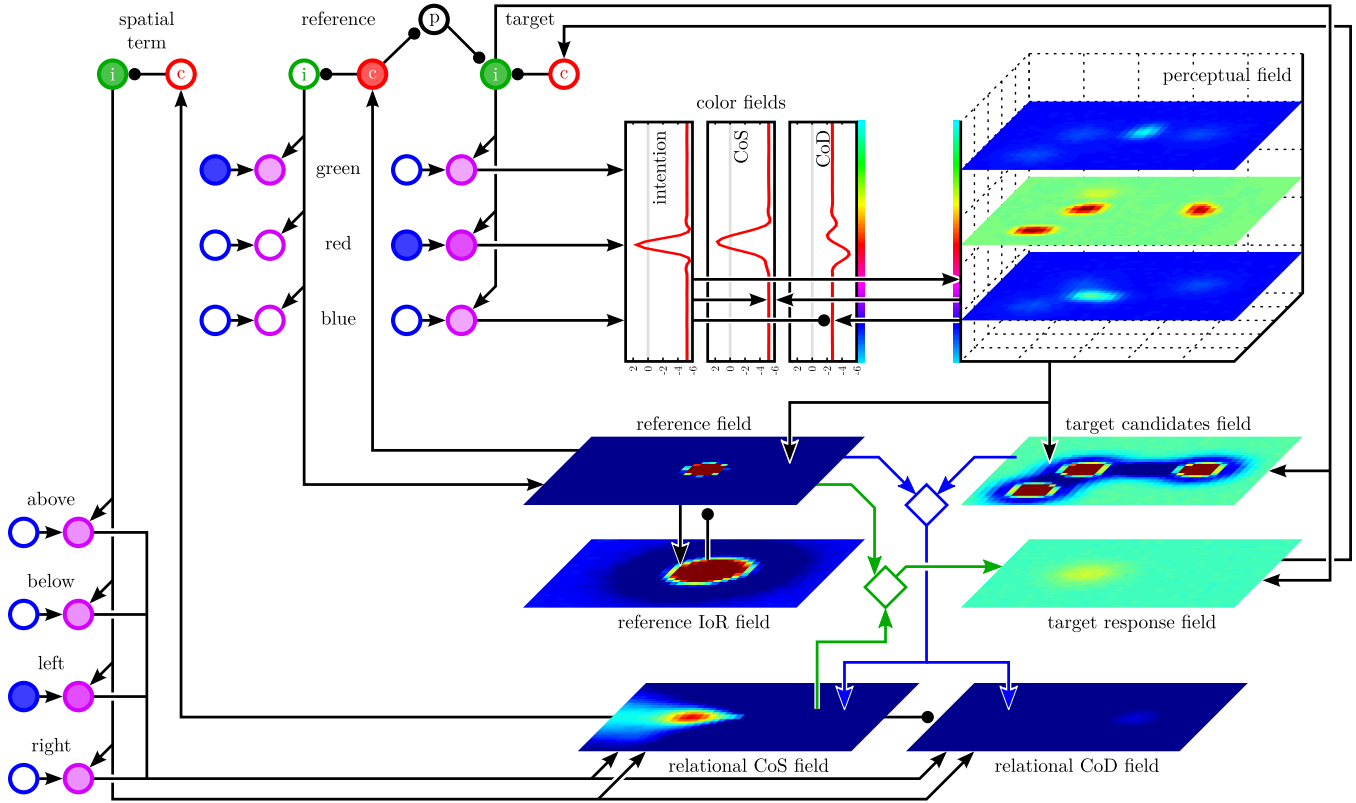 spatial
term
reference
p
target
i
c
i
c
i
c
color fields
perceptual field
intention
CoS
CoD
green
red
blue
2 0 -2 -4 -6
2 0 -2 -4 -6
2 0 -2 -4 -6
reference field
target candidates field
above
below
reference IoR field
target response field
left
right
relational CoS field
relational CoD field